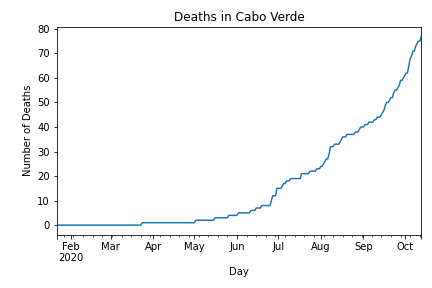 Deaths in Cabo Verde
80
70
60
50
40
30
20
10
0
Number of Deaths
Feb Mar Apr May Jun Jul Aug Sep Oct
2020
Day